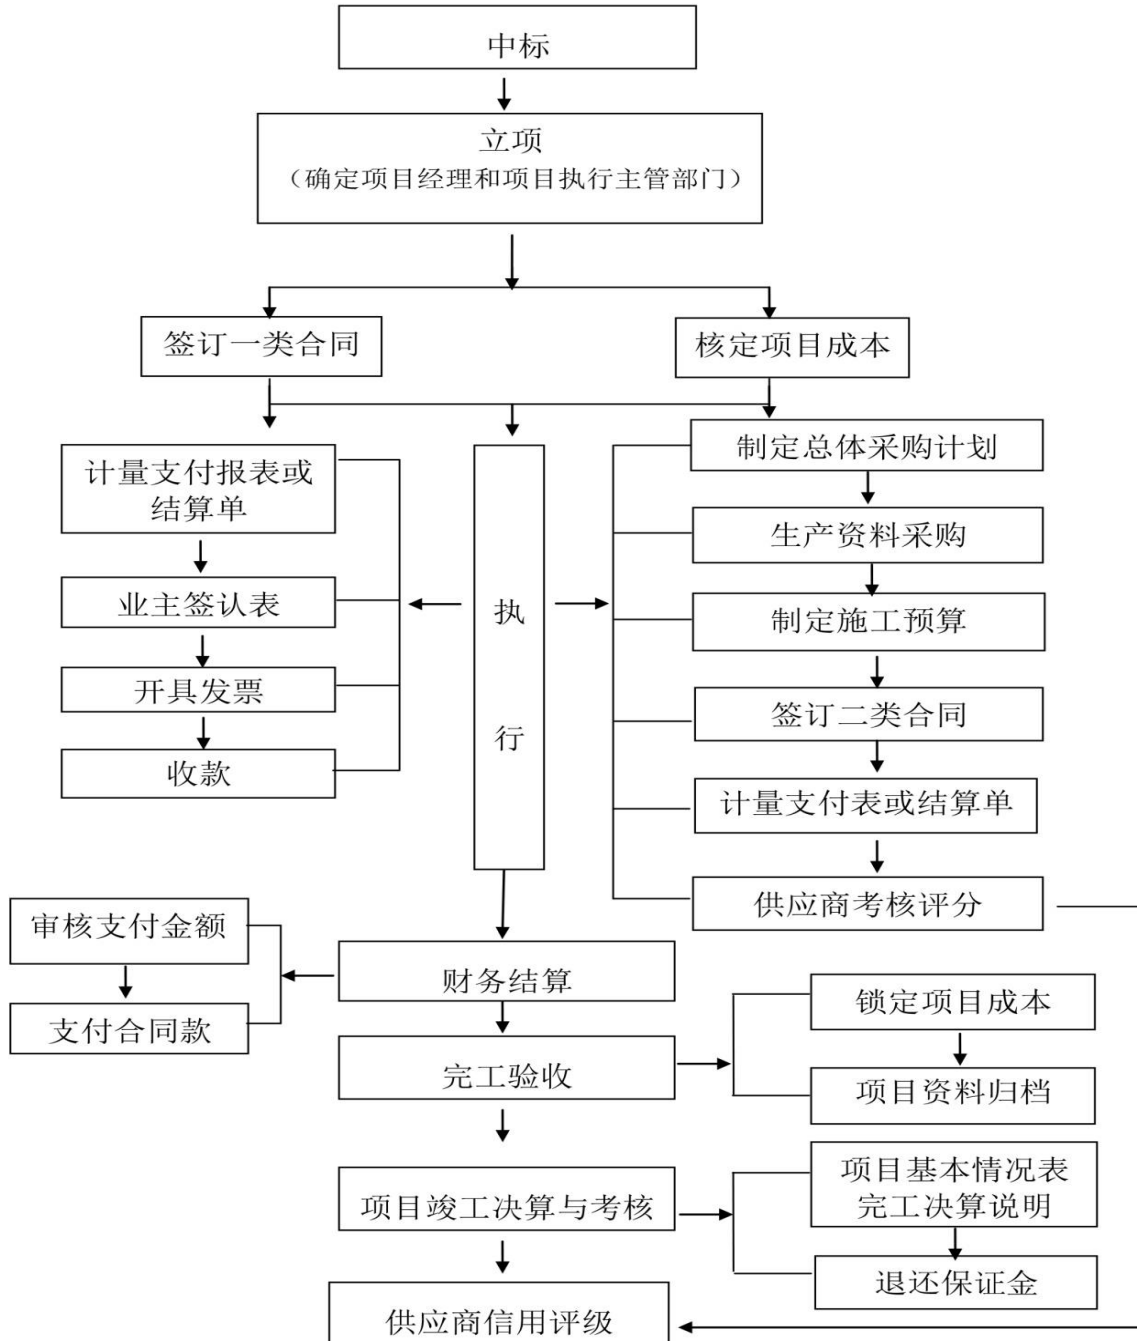 中标
立项
（确定项目经理和项目执行主管部门）
签订一类合同
核定项目成本
计量支付报表或
结算单
业主签认表
开具发票
收款
执
行
制定总体采购计划
生产资料采购
制定施工预算
签订二类合同
计量支付表或结算单
供应商考核评分
审核支付金额
支付合同款
财务结算
完工验收
锁定项目成本
项目资料归档
项目竣工决算与考核
项目基本情况表
完工决算说明
退还保证金
供应商信用评级